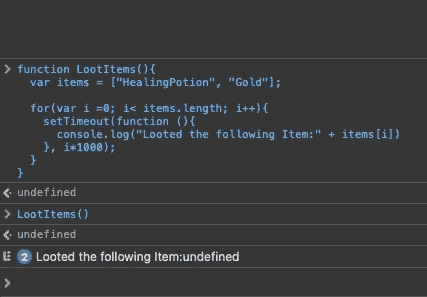 function LootItems(){
  var items = ["HealingPotion", "Gold"];

  for(var i =0; i< items.length; i++){
    setTimeout(function (){
      console.log("Looted the following Item:" + items[i])
    }, i*1000);
  }
}
undefined
LootItems()
undefined
2 Looted the following Item:undefined